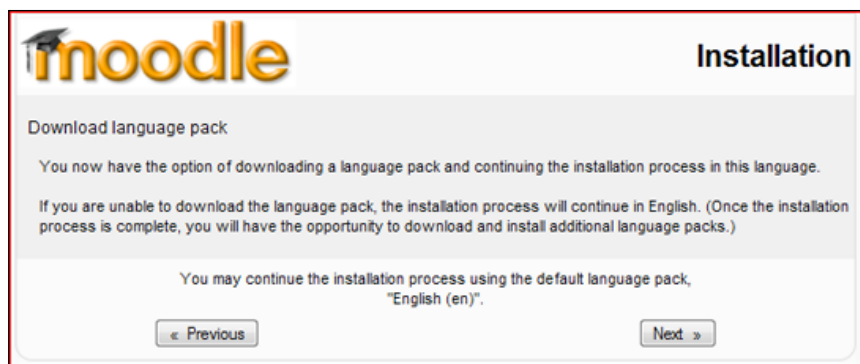 moodle
Installation
Download language pack
You now have the option of downloading a language pack and continuing the installation process in this language.
If you are unable to download the language pack, the installation process will continue in English. (Once the installation
process is complete, you will have the opportunity to download and install additional language packs.)
You may continue the installation process using the default language pack,
"English (en)".
« Previous
Next »